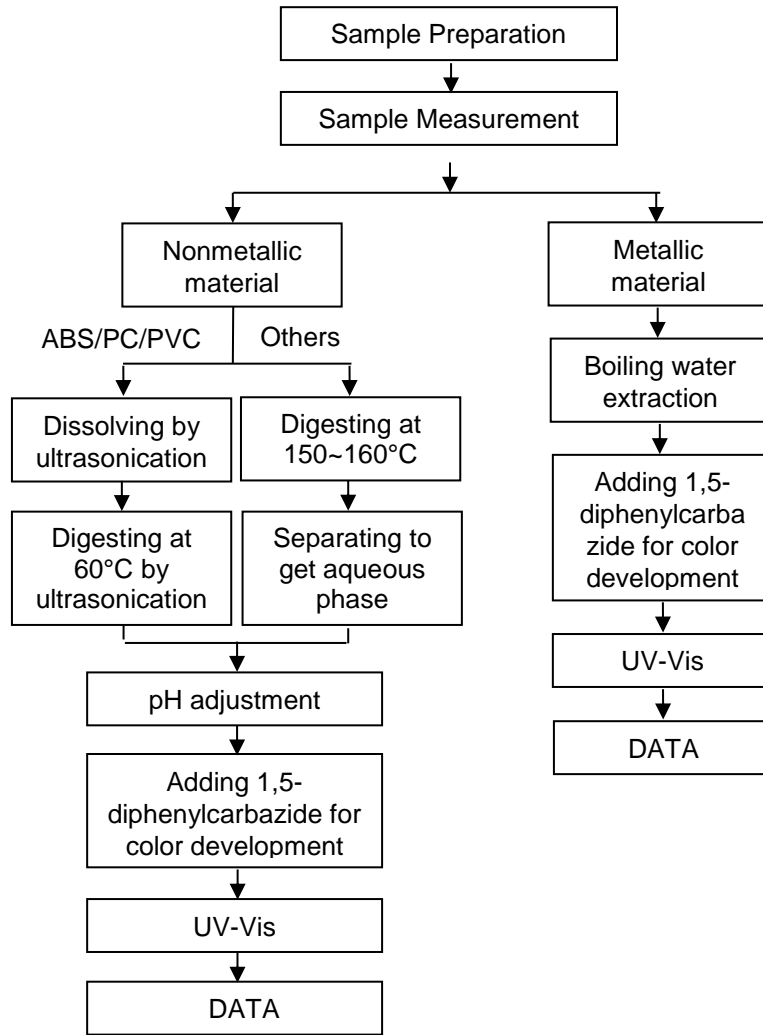 Sample Preparation
Sample Measurement
Nonmetallic
material
Metallic
material
ABS/PC/PVC
Others
Dissolving by
ultrasonication
Digesting at
150~160°C
Boiling water
extraction
Digesting at
60°C by
ultrasonication
Separating to
get aqueous
phase
Adding 1,5-
diphenylcarba
zide for color
development
pH adjustment
UV-Vis
DATA
Adding 1,5-
diphenylcarbazide for
color development
UV-Vis
DATA